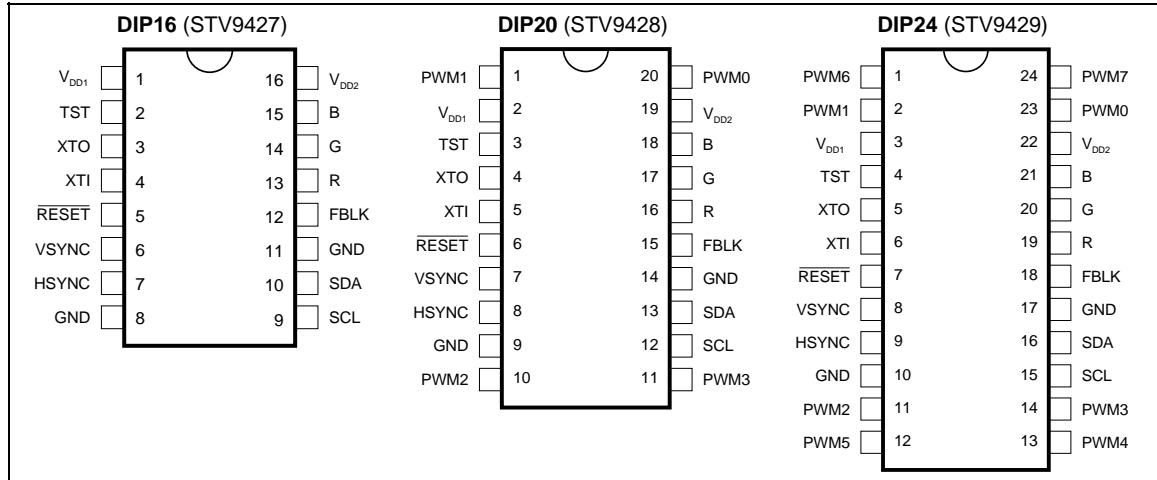 DIP16 (STV9427)
VDD1 1 16 VDD2
TST 2 15 B
XTO 3 14 G
XTI 4 13 R
RESET 5 12 FBLK
VSYNC 6 11 GND
HSYNC 7 10 SDA
GND 8 9 SCL
DIP20 (STV9428)
PWM1 1 20 PWM0
VDD1 2 19 VDD2
TST 3 18 B
XTO 4 17 G
XTI 5 16 R
RESET 6 15 FBLK
VSYNC 7 14 GND
HSYNC 8 13 SDA
GND 9 12 SCL
PWM2 10 11 PWM3
DIP24 (STV9429)
PWM6 1 24 PWM7
PWM1 2 23 PWM0
VDD1 3 22 VDD2
TST 4 21 B
XTO 5 20 G
XTI 6 19 R
RESET 7 18 FBLK
VSYNC 8 17 GND
HSYNC 9 16 SDA
GND 10 15 SCL
PWM2 11 14 PWM3
PWM5 12 13 PWM4